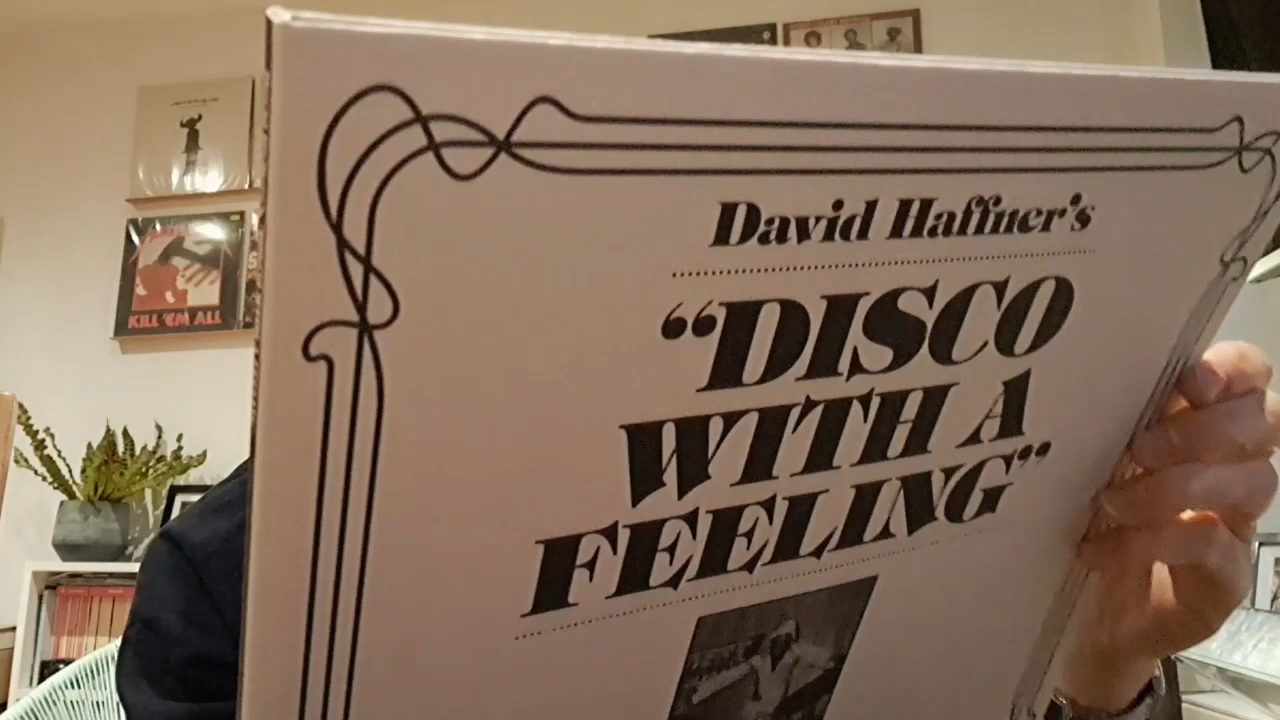 David Haffner's
“DISCO
WITH A
FEELING”
KILL 'EM ALL